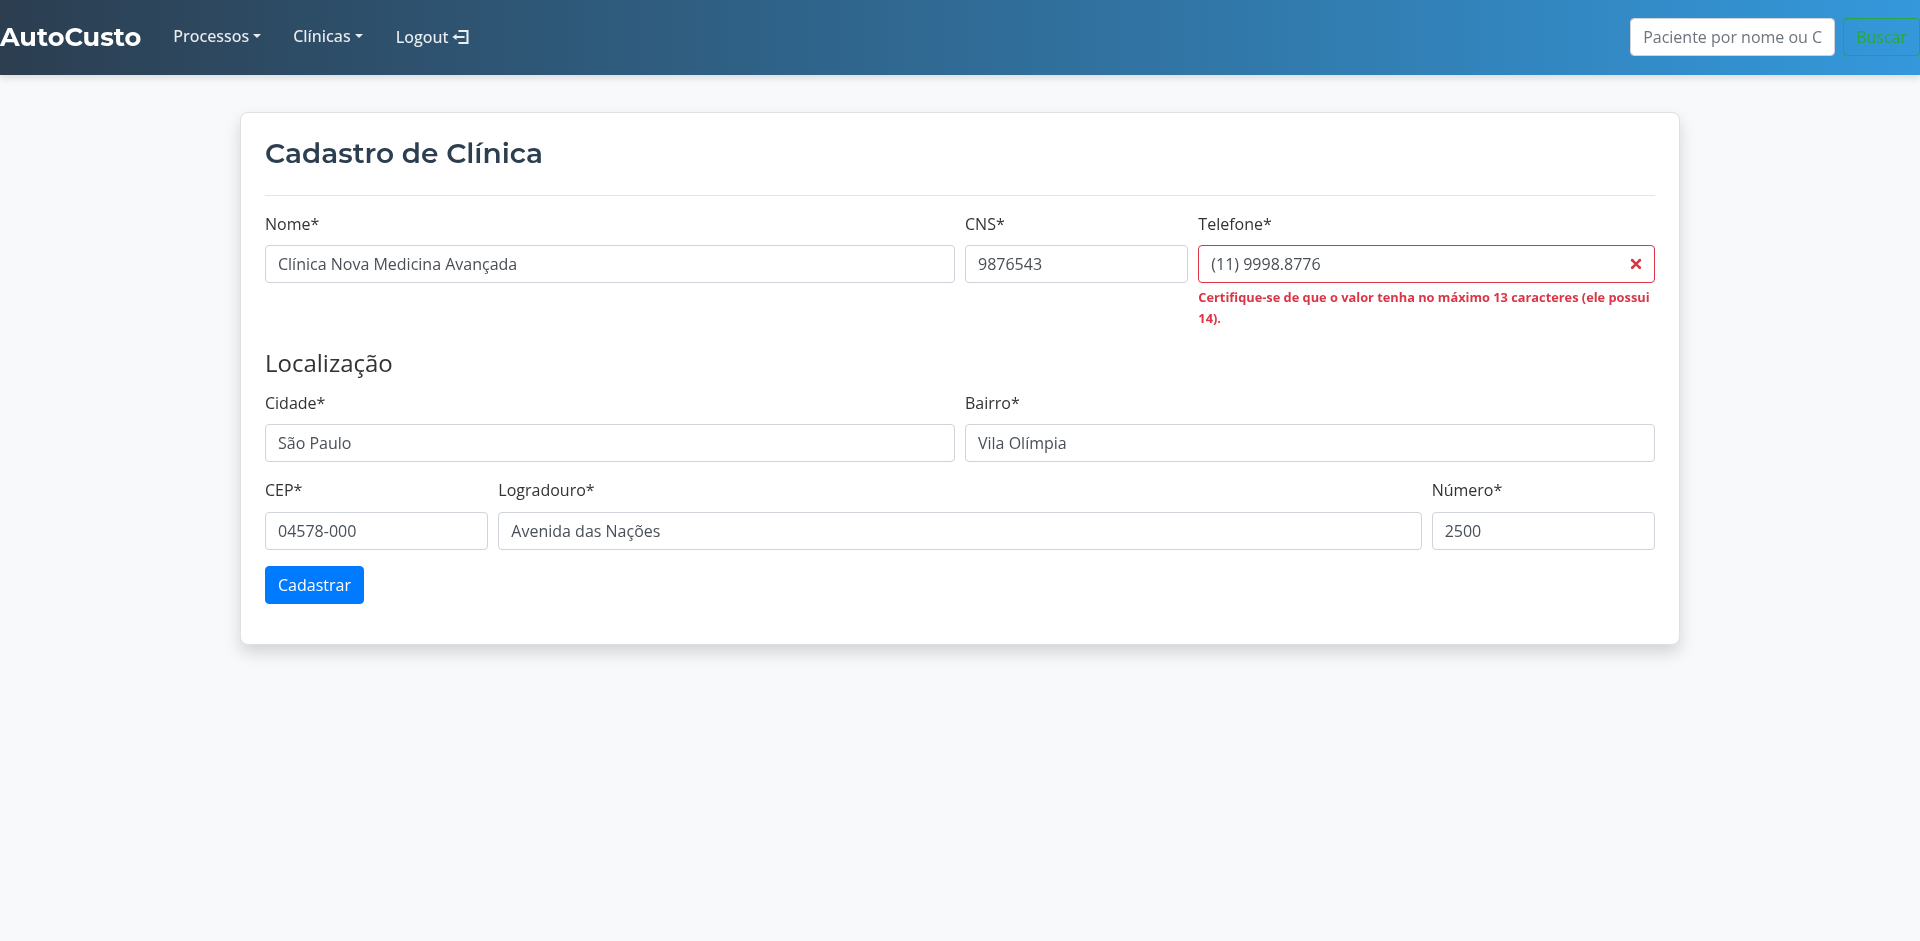 AutoCusto Processos Clínicas Logout Paciente por nome ou C Buscar
Cadastro de Clínica
Nome* CNS* Telefone*
Clínica Nova Medicina Avançada 9876543 (11) 9998.8776
Certifique-se de que o valor tenha no máximo 13 caracteres (ele possui
14).
Localização
Cidade* Bairro*
São Paulo Vila Olímpia
CEP* Logradouro* Número*
04578-000 Avenida das Nações 2500
Cadastrar